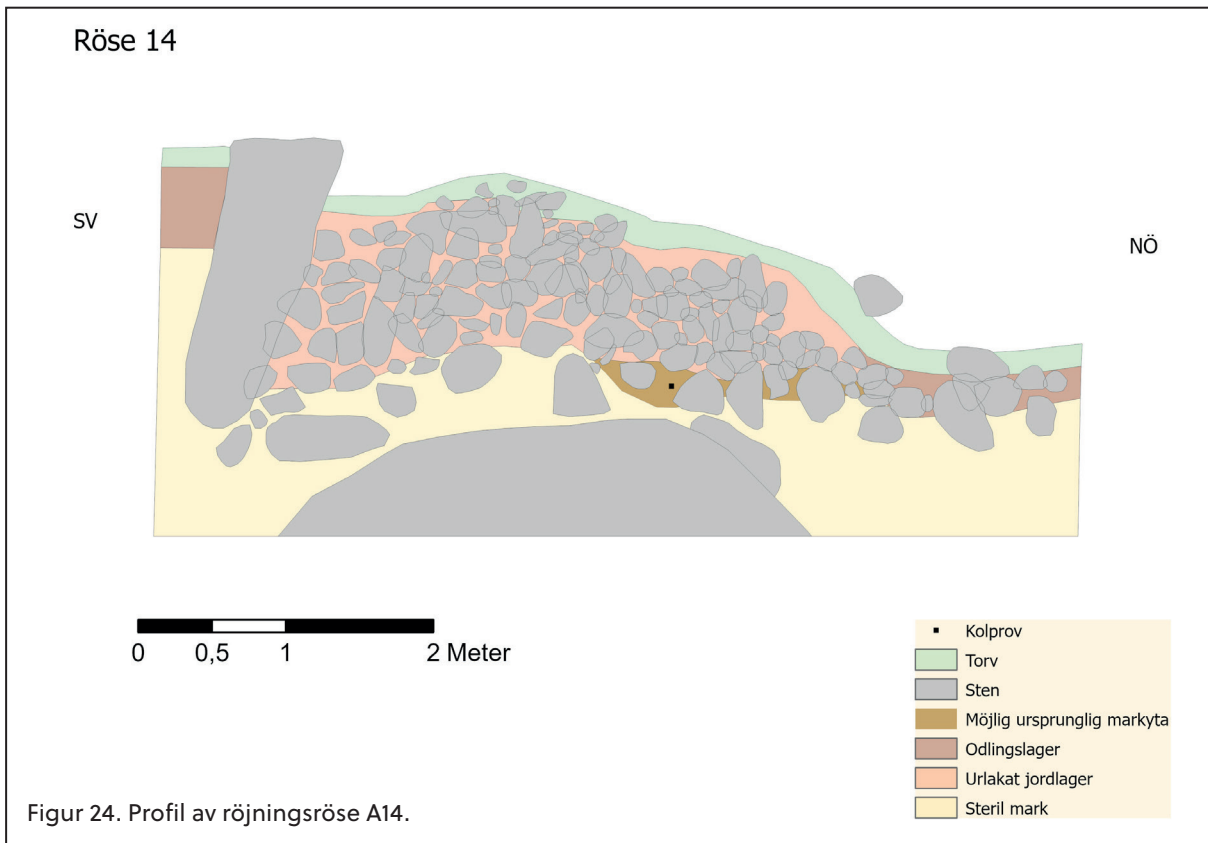 Röse 14
SV
NÖ
0 0,5 1 2 Meter
Kolprov
Torv
Sten
Möjlig ursprunglig markyta
Odlingslager
Urlakat jordlager
Steril mark
Figur 24. Profil av röjningsröse A14.